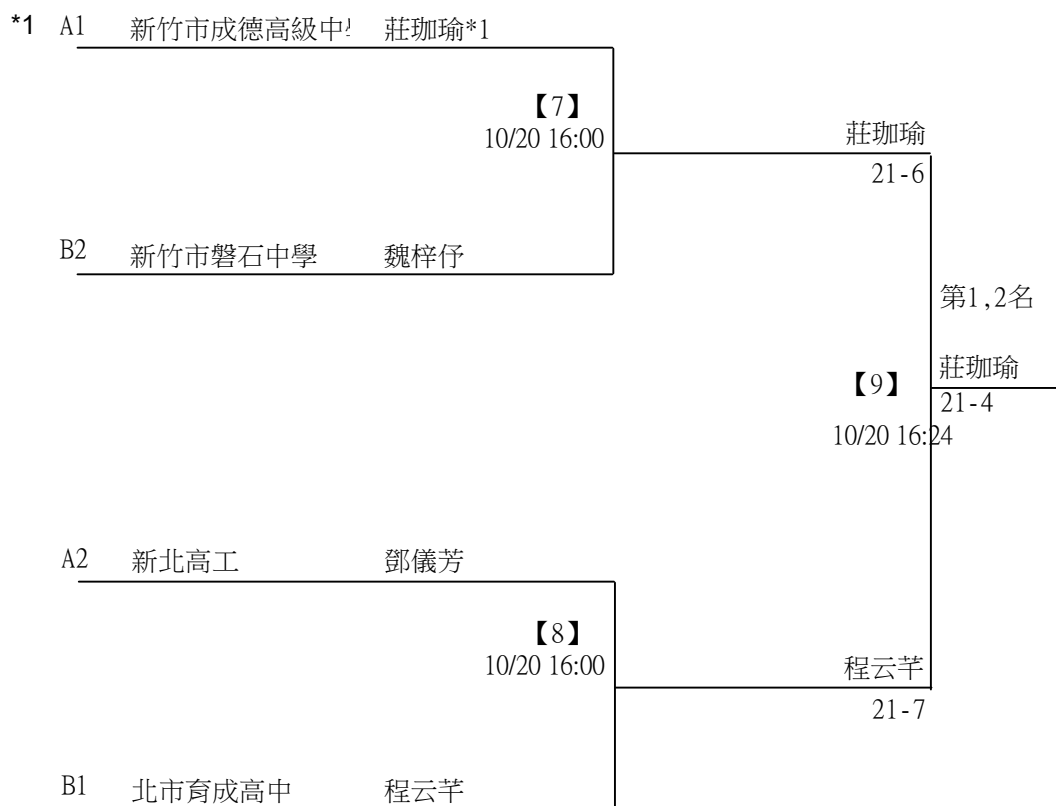 *1 A1 新竹市成德高級中 莊珈瑜*1
【7】
10/20 16:00
莊珈瑜
21-6
B2 新竹市磐石中學 魏梓伃
第1,2名
【9】
莊珈瑜
21-4
10/20 16:24
A2 新北高工 鄧儀芳
【8】
10/20 16:00
程云芊
21-7
B1 北市育成高中 程云芊